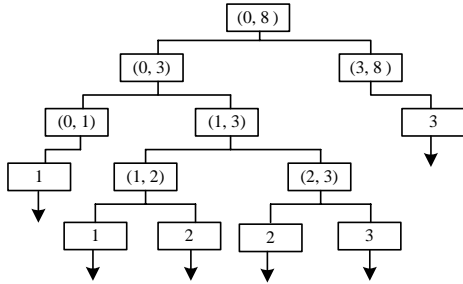 (0, 8)
(0, 3) (3, 8)
(0, 1) (1, 3) 3
1 (1, 2) (2, 3)
1 2 2 3